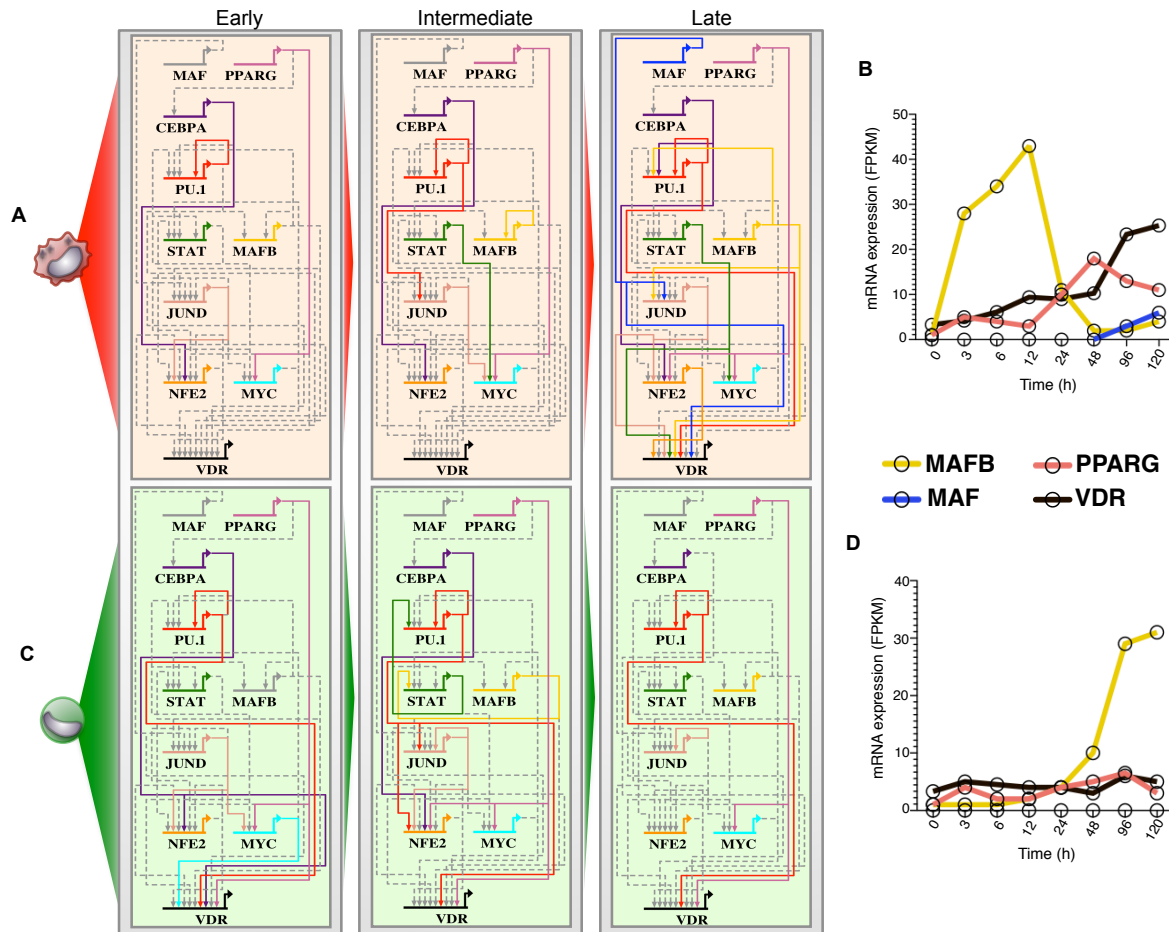 Early Intermediate Late
A
MAF PPARG
CEBPA
PU.1
STAT MAFB
JUND
NFE2 MYC
VDR
MAF PPARG
CEBPA
PU.1
STAT MAFB
JUND
NFE2 MYC
VDR
MAF PPARG
CEBPA
PU.1
STAT MAFB
JUND
NFE2 MYC
VDR
B
mRNA expression (FPKM)
50
40
30
20
10
0
0 3 6 12 24 48 96 120
Time (h)
MAFB PPARG
MAF VDR
C
MAF PPARG
CEBPA
PU.1
STAT MAFB
JUND
NFE2 MYC
VDR
MAF PPARG
CEBPA
PU.1
STAT MAFB
JUND
NFE2 MYC
VDR
MAF PPARG
CEBPA
PU.1
STAT MAFB
JUND
NFE2 MYC
VDR
D
mRNA expression (FPKM)
40
30
20
10
0
0 3 6 12 24 48 96 120
Time (h)